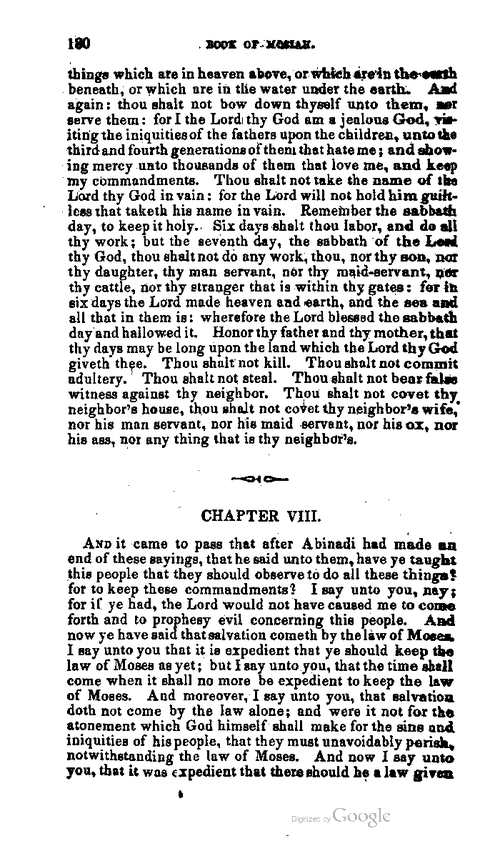 180 BOOK OF MOSIAH.
things which are in heaven above, or which are in the earth
beneath, or which are in the water under the earth. And
again: thou shalt not bow down thyself unto them, nor
serve them: for I the Lord thy God am a jealous God, vis-
iting the iniquities of the fathers upon the children, unto the
third and fourth generations of them that hate me; and show-
ing mercy unto thousands of them that love me, and keep
my commandments. Thou shalt not take the name of the
Lord thy God in vain: for the Lord will not hold him guilt-
less that taketh his name in vain. Remember the sabbath
day, to keep it holy. Six days shalt thou labor, and do all
thy work; but the seventh day, the sabbath of the Lord
thy God, thou shalt not do any work, thou, nor thy son, nor
thy daughter, thy man servant, nor thy maid-servant, nor
thy cattle, nor thy stranger that is within thy gates: for in
six days the Lord made heaven and earth, and the sea and
all that in them is: wherefore the Lord blessed the sabbath
day and hallowed it. Honor thy father and thy mother, that
thy days may be long upon the land which the Lord thy God
giveth thee. Thou shalt not kill. Thou shalt not commit
adultery. Thou shalt not steal. Thou shalt not bear false
witness against thy neighbor. Thou shalt not covet thy
neighbor's house, thou shalt not covet thy neighbor's wife,
nor his man servant, nor his maid servant, nor his ox, nor
his ass, nor any thing that is thy neighbor's.
CHAPTER VIII.
AND it came to pass that after Abinadi had made an
end of these sayings, that he said unto them, have ye taught
this people that they should observe to do all these things?
for to keep these commandments? I say unto you, nay;
for if ye had, the Lord would not have caused me to come
forth and to prophesy evil concerning this people. And
now ye have said that salvation cometh by the law of Moses.
I say unto you that it is expedient that ye should keep the
law of Moses as yet; but I say unto you, that the time shall
come when it shall no more be expedient to keep the law
of Moses. And moreover, I say unto you, that salvation
doth not come by the law alone; and were it not for the
atonement which God himself shall make for the sins and
iniquities of his people, that they must unavoidably perish,
notwithstanding the law of Moses. And now I say unto
you, that it was expedient that there should be a law given
Digitized by Google